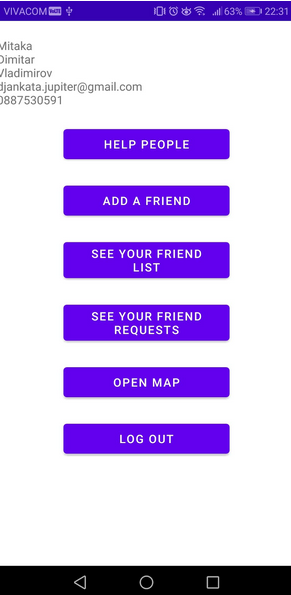 VIVACOM 63% 22:31
Mitaka
Dimitar
Vladimirov
djankata.jupiter@gmail.com
0887530591
HELP PEOPLE
ADD A FRIEND
SEE YOUR FRIEND
LIST
SEE YOUR FRIEND
REQUESTS
OPEN MAP
LOG OUT